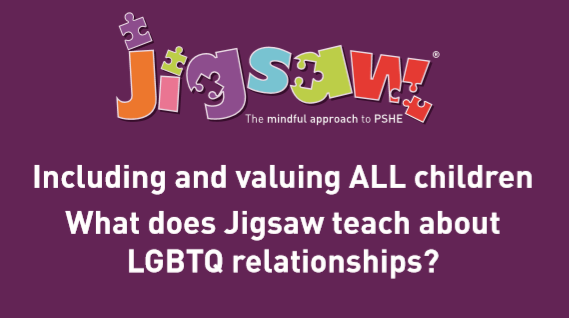 jigsaw!®
The mindful approach to PSHE
Including and valuing ALL children
What does Jigsaw teach about
LGBTQ relationships?